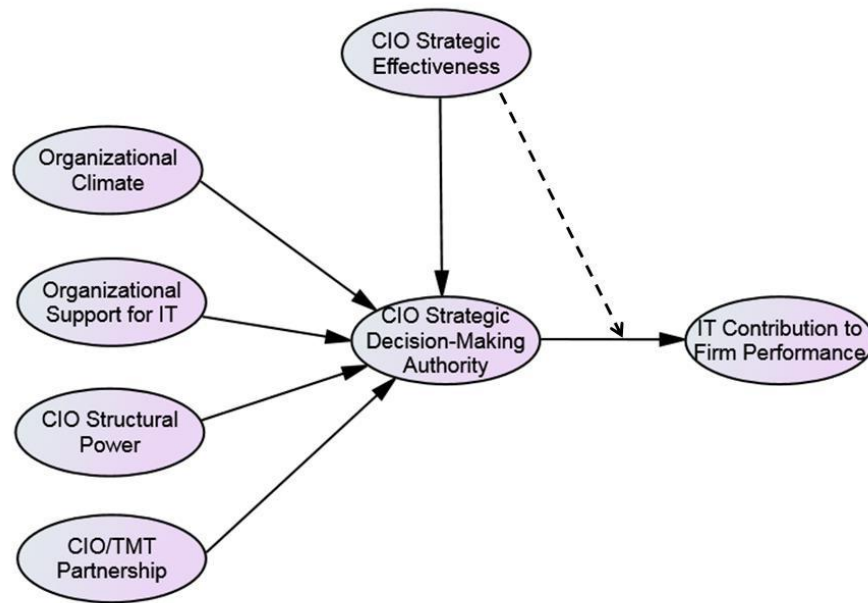 CIO Strategic
Effectiveness
Organizational
Climate
Organizational
Support for IT
CIO Strategic
Decision-Making
Authority
IT Contribution to
Firm Performance
CIO Structural
Power
CIO/TMT
Partnership